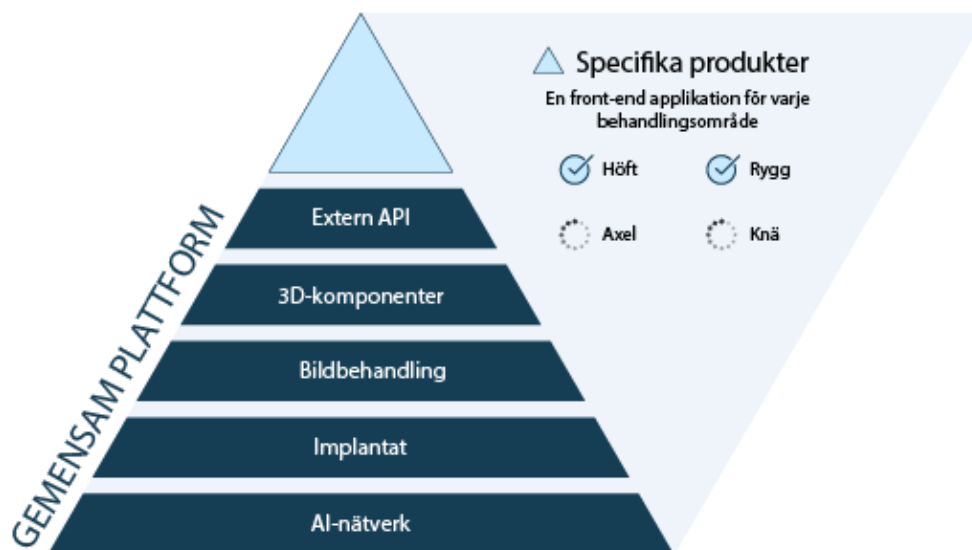 GEMENSAM PLATTFORM
Specifika produkter
En front-end applikation för varje
behandlingsområde
Höft
Rygg
Axel
Knä
Extern API
3D-komponenter
Bildbehandling
Implantat
AI-nätverk